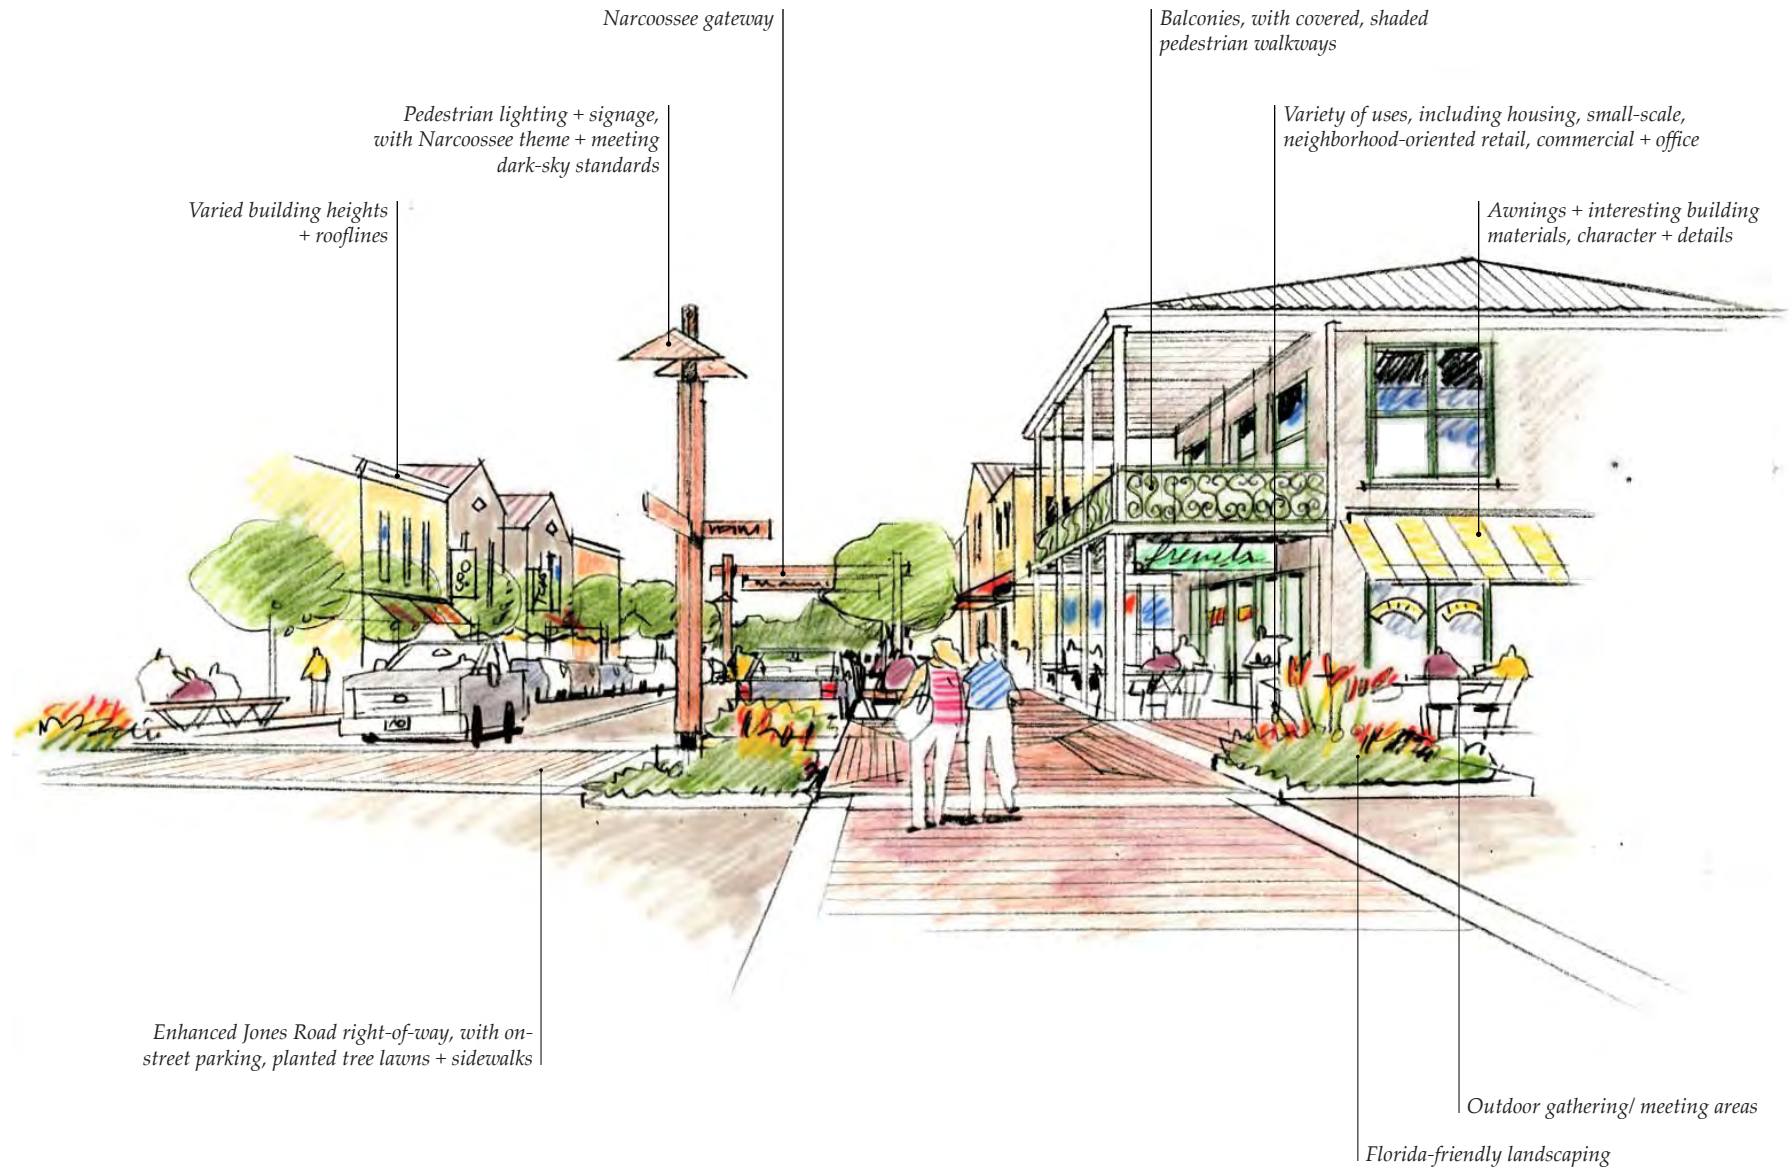 Narcoossee gateway
Balconies, with covered, shaded
pedestrian walkways
Pedestrian lighting + signage,
with Narcoossee theme + meeting
dark-sky standards
Variety of uses, including housing, small-scale,
neighborhood-oriented retail, commercial + office
Varied building heights
+ rooflines
Awnings + interesting building
materials, character + details
Enhanced Jones Road right-of-way, with on-
street parking, planted tree lawns + sidewalks
Outdoor gathering/ meeting areas
Florida-friendly landscaping